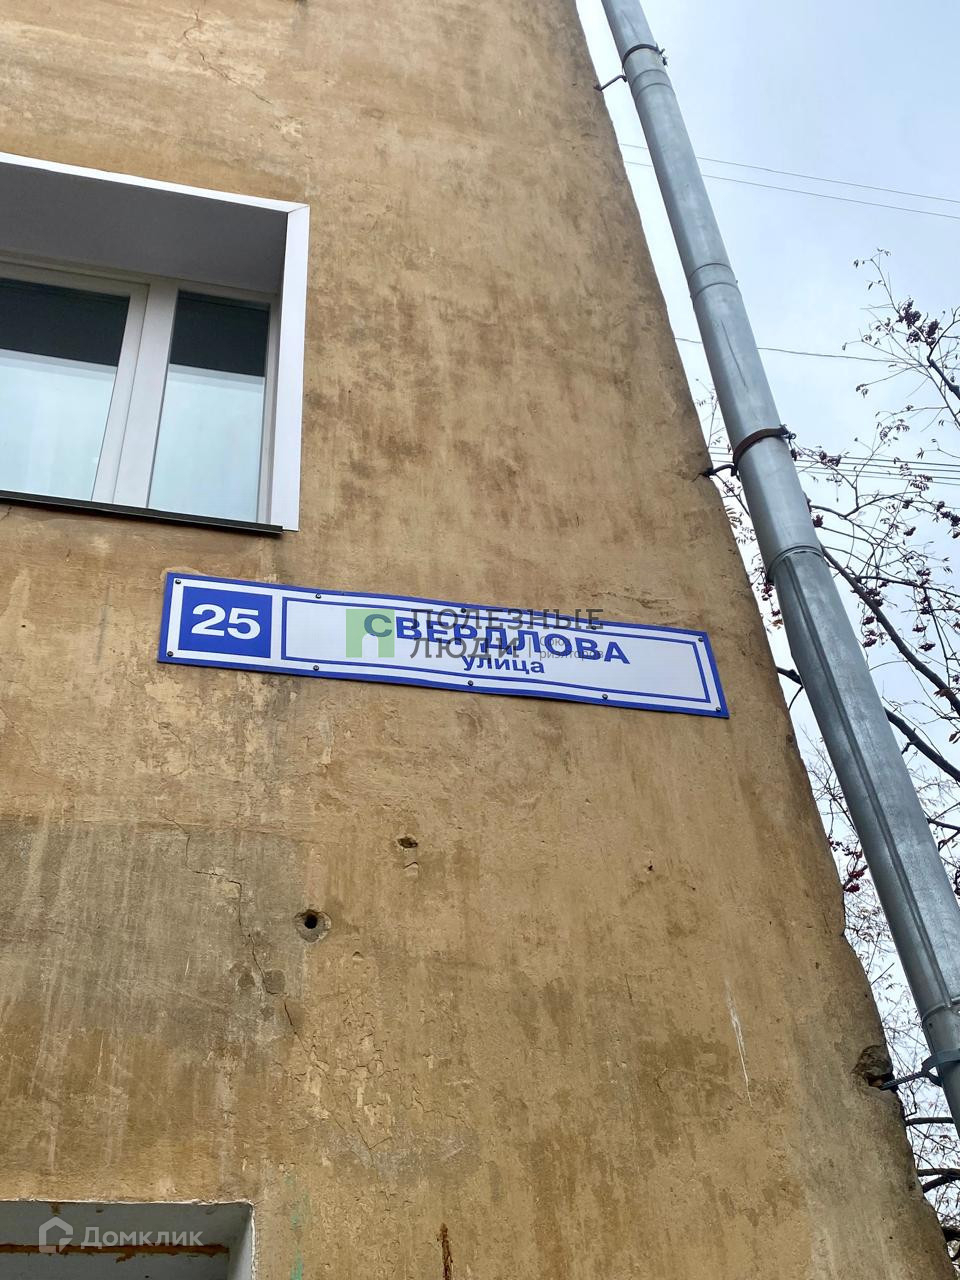 25
СВЕРДЛОВА
улица
ПОЛЕЗНЫЕ
ЛЮДИ
Домклик